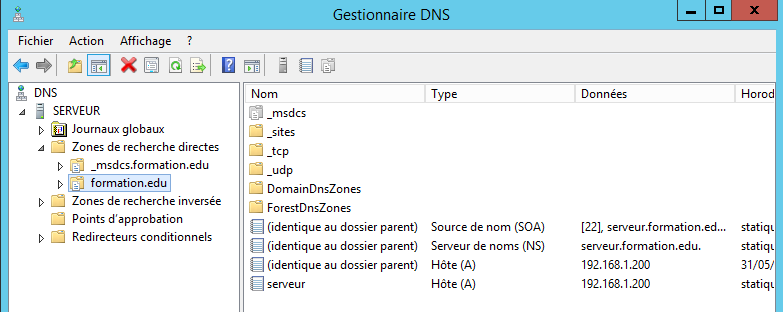 Gestionnaire DNS
Fichier Action Affichage ?
DNS
SERVEUR
Journaux globaux
Zones de recherche directes
_msdcs.formation.edu
formation.edu
Zones de recherche inversée
Points d'approbation
Redirecteurs conditionnels
Nom Type Données Horod
_msdcs
_sites
_tcp
_udp
DomainDnsZones
ForestDnsZones
(identique au dossier parent) Source de nom (SOA) [22], serveur.formation.ed... statiqu
(identique au dossier parent) Serveur de noms (NS) serveur.formation.edu. statiqu
(identique au dossier parent) Hôte (A) 192.168.1.200 31/05/
serveur Hôte (A) 192.168.1.200 statiqu